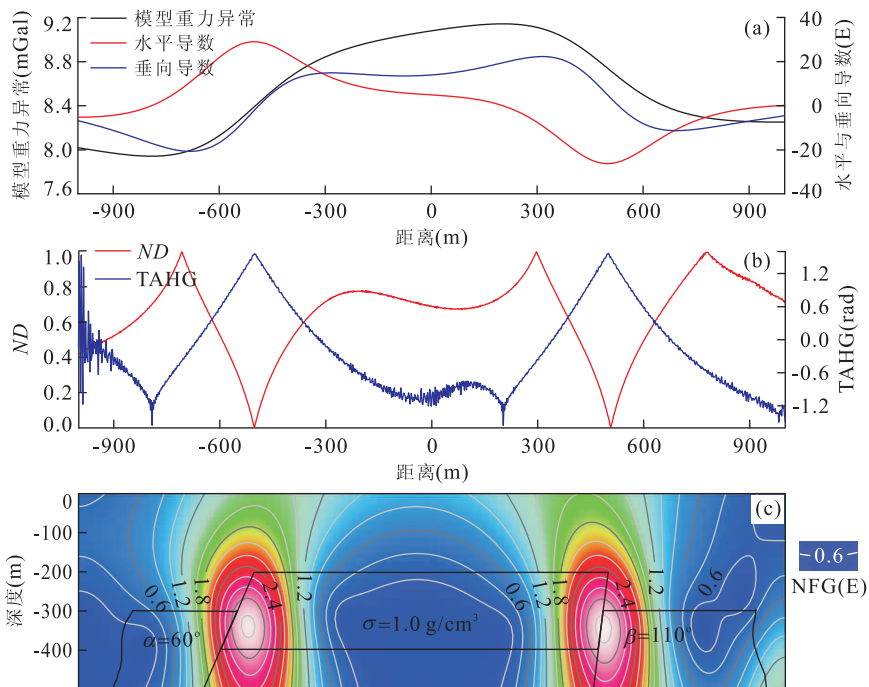 9.2
8.8
8.4
8.0
7.6
模型重力异常(mGal)
模型重力异常
水平导数
垂向导数
(a)
40
20
0
-20
-40
水平与垂向导数(E)
-900 -600 -300 0 300 600 900
距离(m)
1.0
0.8
0.6
0.4
0.2
0.0
ND
ND
TAHG
(b)
1.2
0.6
0.0
-0.6
-1.2
TAHG(rad)
-900 -600 -300 0 300 600 900
距离(m)
0
-100
-200
-300
-400
深度(m)
(c)
0.6 1.2 1.8 2.4 1.2 0.6 1.2 1.8 2.4 1.2 0.6
α=60°
σ=1.0 g/cm³
β=110°
0.6
NFG(E)